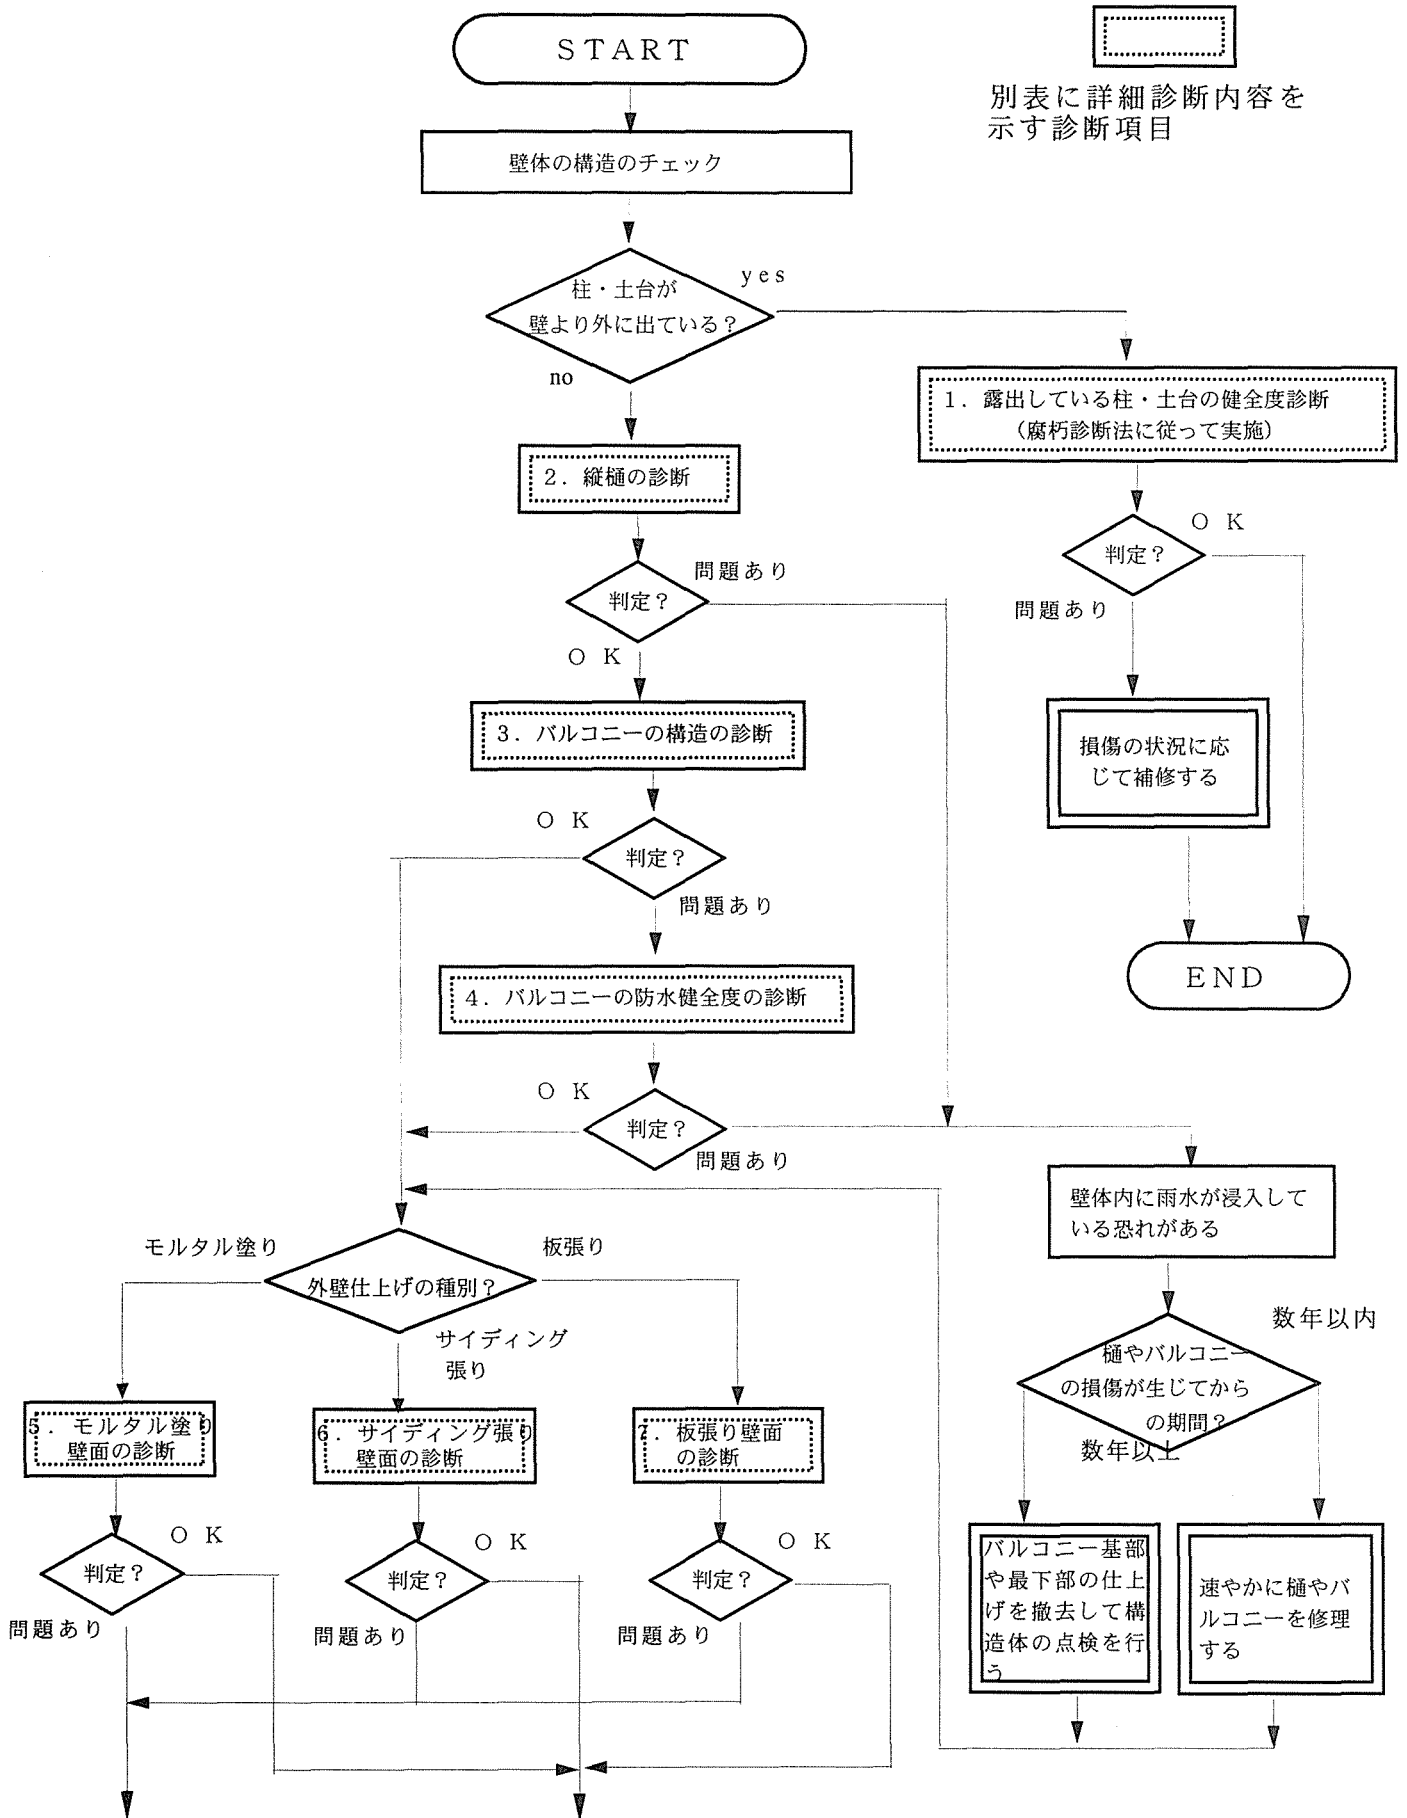 START
別表に詳細診断内容を
示す診断項目
壁体の構造のチェック
柱・土台が
壁より外に出ている?
yes
no
1. 露出している柱・土台の健全度診断
(腐朽診断法に従って実施)
2. 縦樋の診断
判定?
OK
問題あり
判定?
問題あり
OK
損傷の状況に応
じて補修する
3. バルコニーの構造の診断
OK
判定?
問題あり
END
4. バルコニーの防水健全度の診断
OK
判定?
問題あり
壁体内に雨水が浸入して
いる恐れがある
モルタル塗り
板張り
外壁仕上げの種別?
サイディング
張り
数年以内
樋やバルコニー
の損傷が生じてから
の期間?
数年以上
5. モルタル塗り
壁面の診断
6. サイディング張り
壁面の診断
7. 板張り壁面
の診断
OK
判定?
問題あり
OK
判定?
問題あり
OK
判定?
問題あり
バルコニー基部
や最下部の仕上
げを撤去して構
造体の点検を行
う
速やかに樋やバ
ルコニーを修理
する